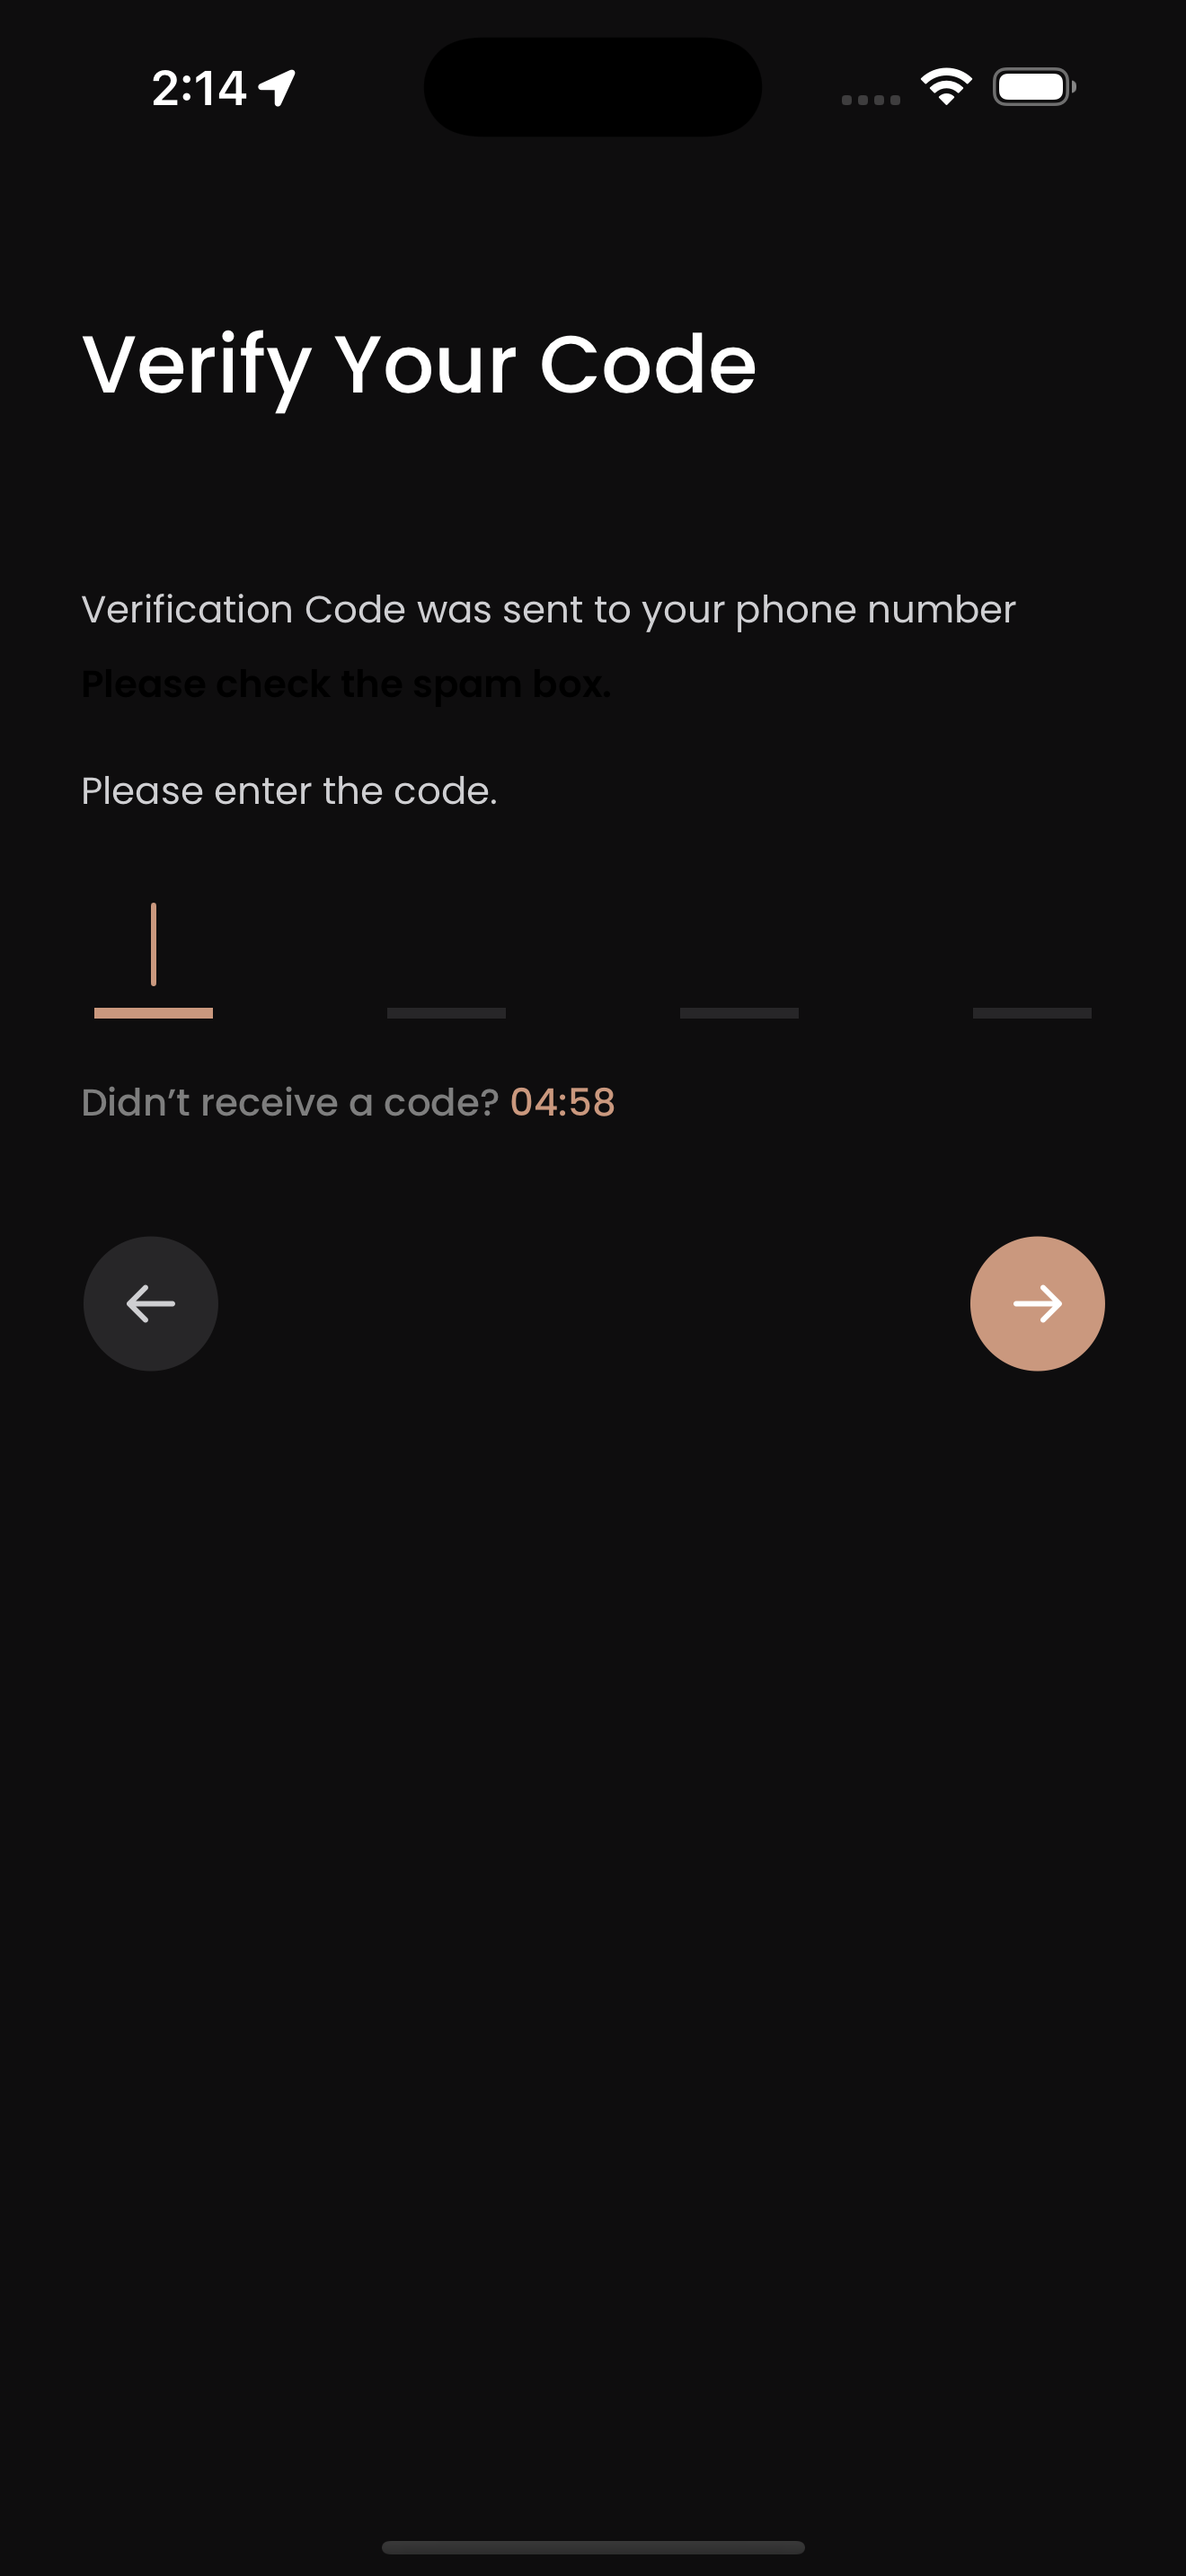 2:14
Verify Your Code
Verification Code was sent to your phone number
Please check the spam box.
Please enter the code.
Didn’t receive a code? 04:58